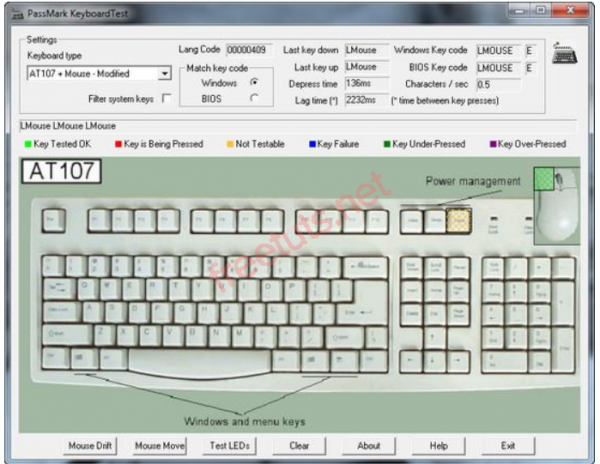 PassMark KeyboardTest
Settings
Keyboard type
AT107 + Mouse - Modified
Filter system keys
Lang Code 00000409
Match key code
Windows
BIOS
Last key down LMouse
Last key up LMouse
Depress time 136ms
Lag time (*) 2232ms
Windows Key code LMOUSE E
BIOS Key code LMOUSE E
Characters / sec 0.5
(* time between key presses)
LMouse LMouse LMouse
Key Tested OK Key is Being Pressed Not Testable Key Failure Key Under-Pressed Key Over-Pressed
AT107
Power management
freetuts.net
Q W E R T Y U I O P
A S D F G H J K L
Z X C V B N M
Windows and menu keys
Mouse Drift Mouse Move Test LEDs Clear About Help Exit